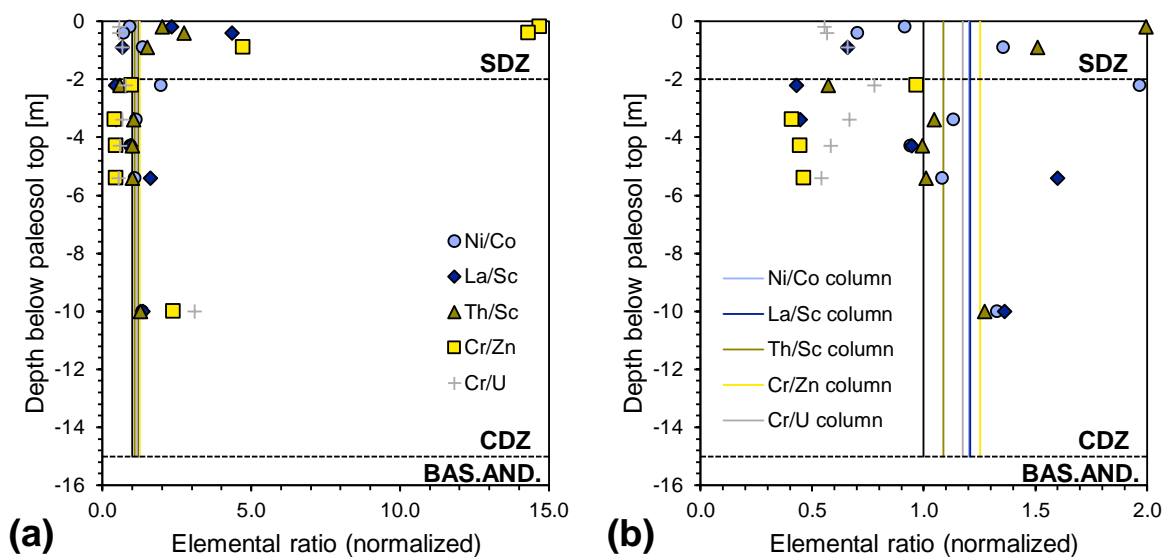 Depth below paleosol top [m]
0
-2
-4
-6
-8
-10
-12
-14
-16
SDZ
Ni/Co
La/Sc
Th/Sc
Cr/Zn
Cr/U
CDZ
BAS.AND.
0.0 5.0 10.0 15.0
(a) Elemental ratio (normalized)
Depth below paleosol top [m]
0
-2
-4
-6
-8
-10
-12
-14
-16
SDZ
Ni/Co column
La/Sc column
Th/Sc column
Cr/Zn column
Cr/U column
CDZ
BAS.AND.
0.0 0.5 1.0 1.5 2.0
(b) Elemental ratio (normalized)